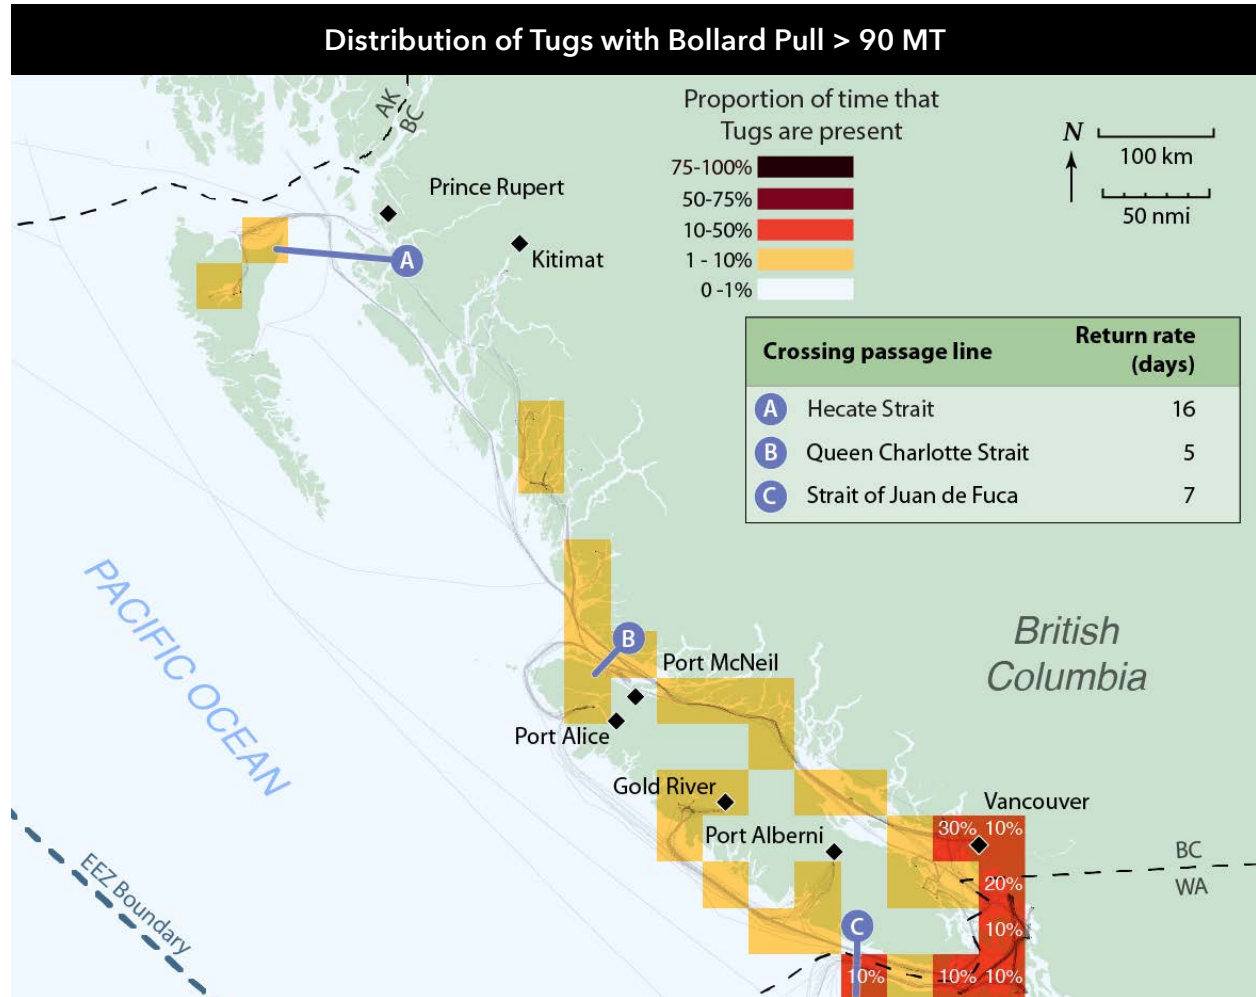 Distribution of Tugs with Bollard Pull > 90 MT
AK
BC
Proportion of time that
Tugs are present
75-100%
50-75%
10-50%
1 - 10%
0 -1%
N
100 km
50 nmi
Prince Rupert
Kitimat
A
Crossing passage line
Return rate
(days)
A Hecate Strait 16
B Queen Charlotte Strait 5
C Strait of Juan de Fuca 7
PACIFIC OCEAN
British
Columbia
B
Port McNeil
Port Alice
Gold River
Port Alberni
Vancouver
30% 10%
BC
WA
20%
EEZ Boundary
C
10%
10% 10% 10%